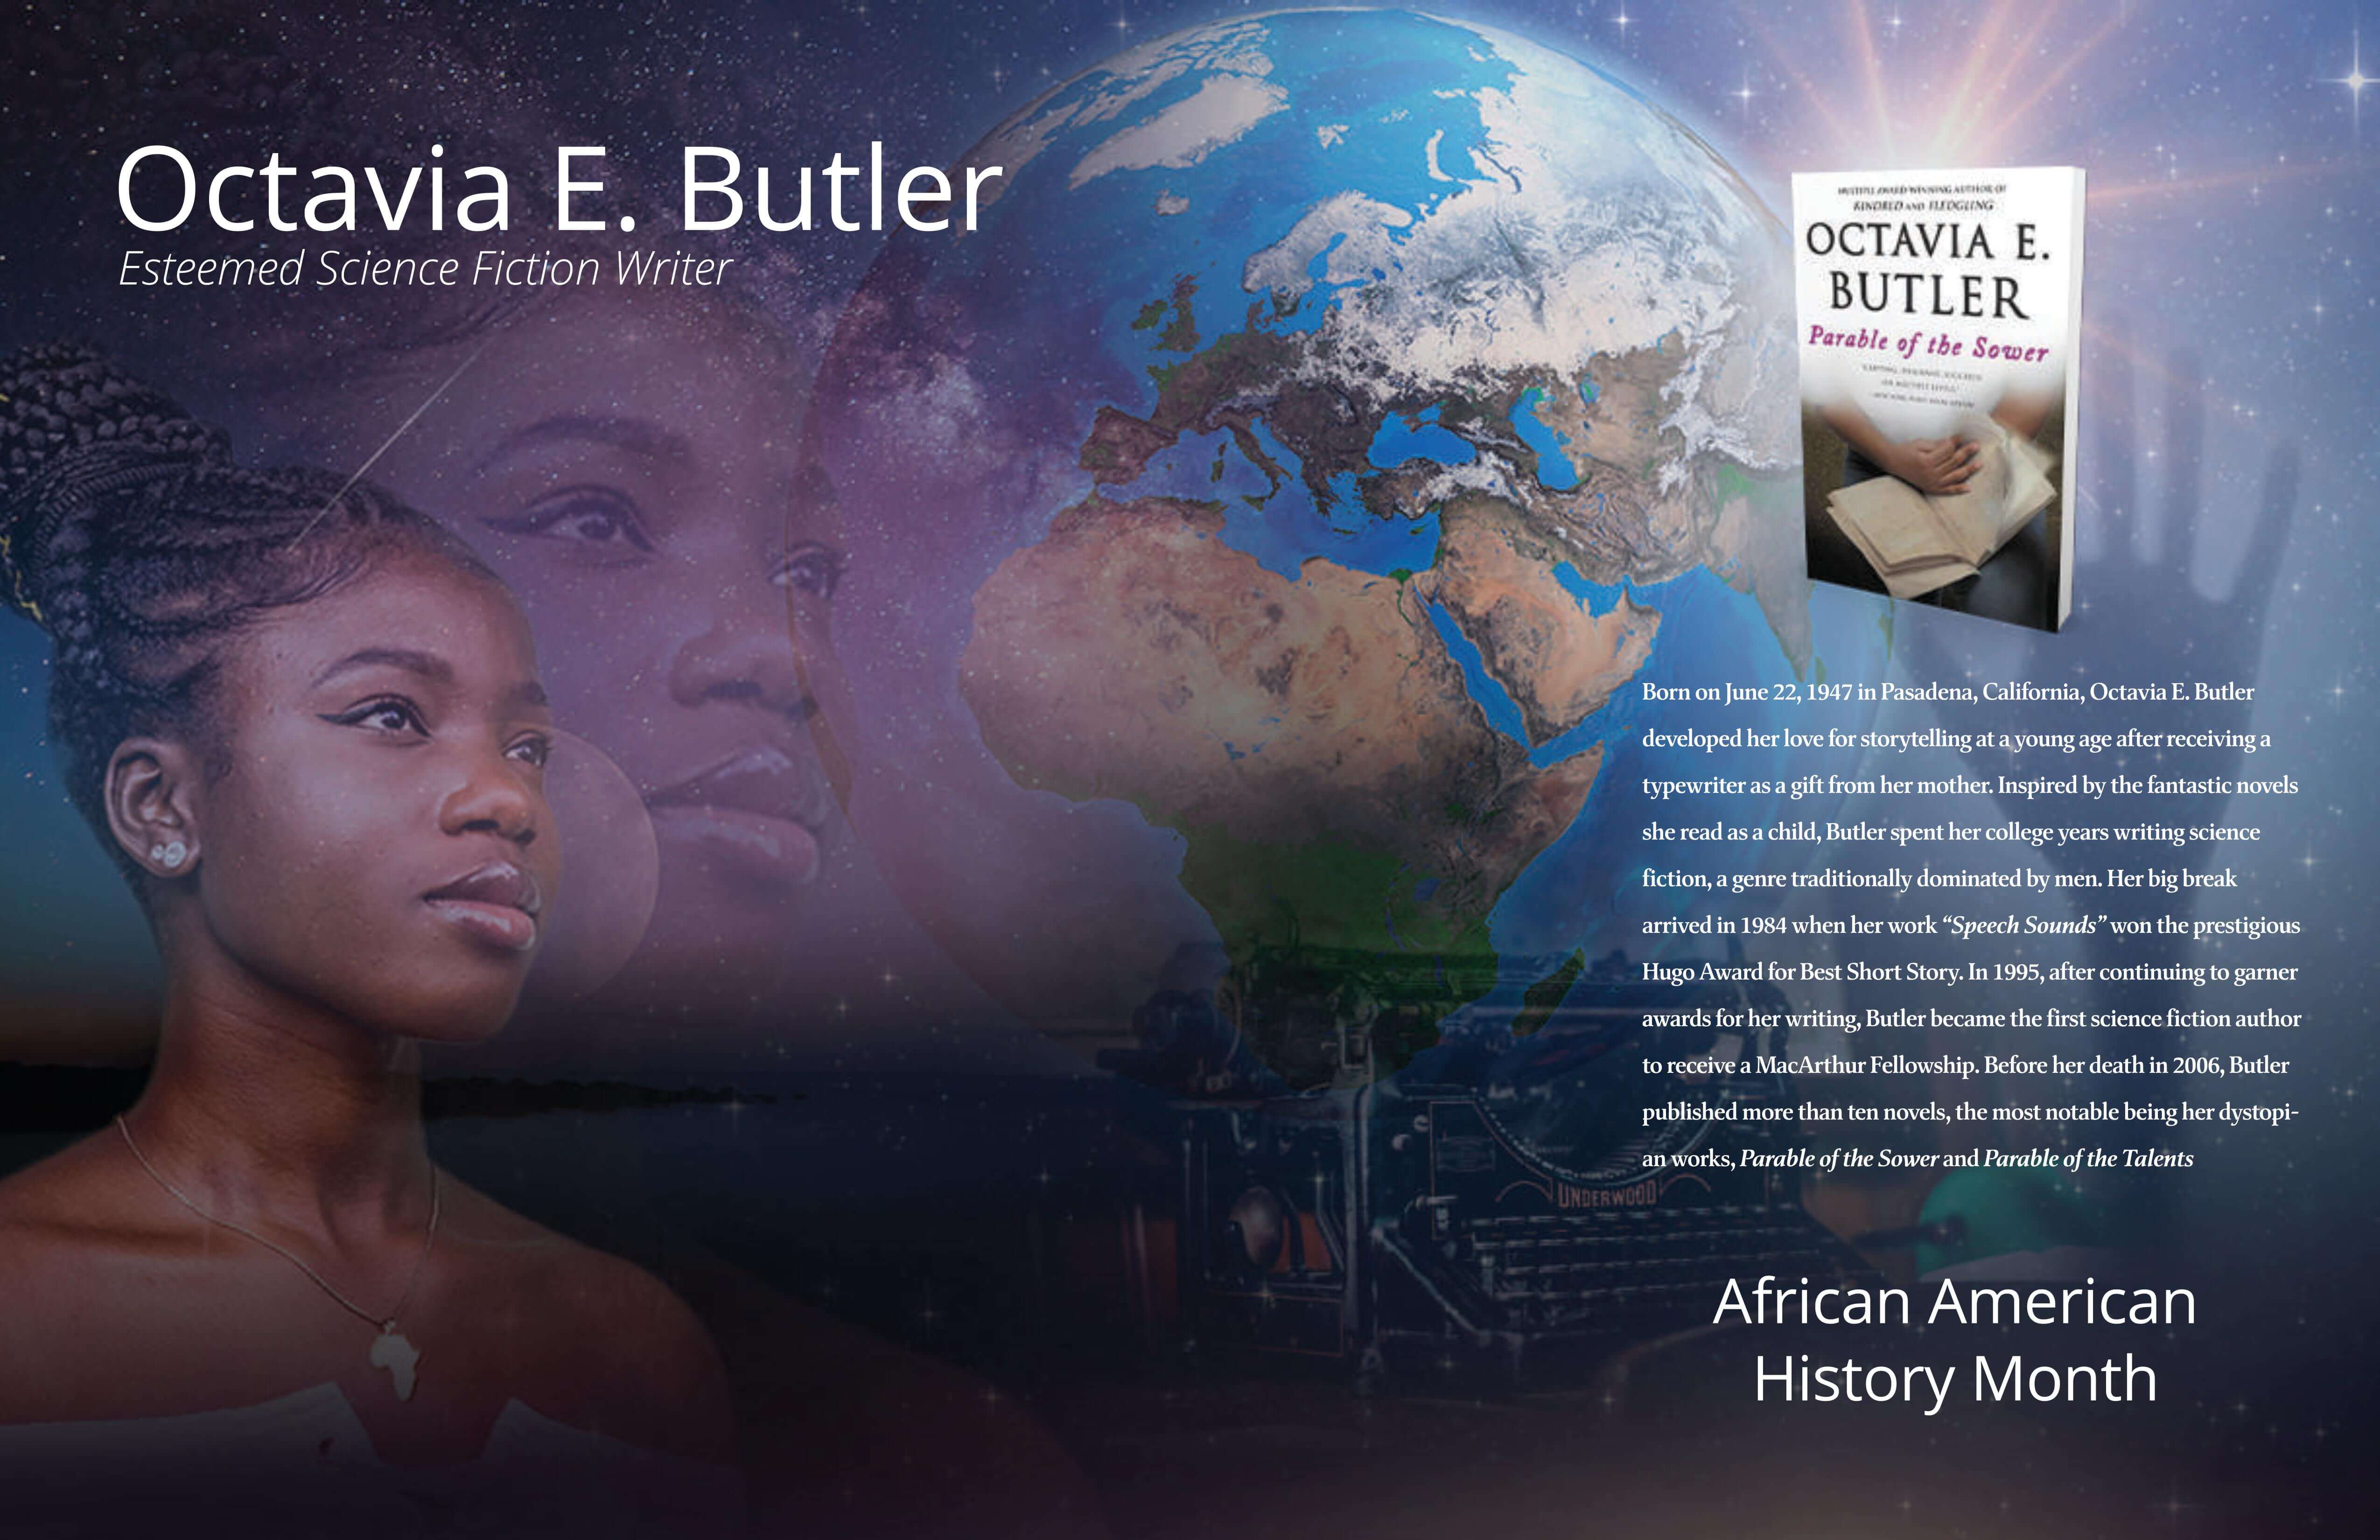 Octavia E. Butler
Esteemed Science Fiction Writer
MULTIPLE AWARD-WINNING AUTHOR OF
KINDRED AND FLEDGLING
OCTAVIA E.
BUTLER
Parable of the Sower
Born on June 22, 1947 in Pasadena, California, Octavia E. Butler
developed her love for storytelling at a young age after receiving a
typewriter as a gift from her mother. Inspired by the fantastic novels
she read as a child, Butler spent her college years writing science
fiction, a genre traditionally dominated by men. Her big break
arrived in 1984 when her work “Speech Sounds” won the prestigious
Hugo Award for Best Short Story. In 1995, after continuing to garner
awards for her writing, Butler became the first science fiction author
to receive a MacArthur Fellowship. Before her death in 2006, Butler
published more than ten novels, the most notable being her dystopi-
an works, Parable of the Sower and Parable of the Talents
UNDERWOOD
African American
History Month